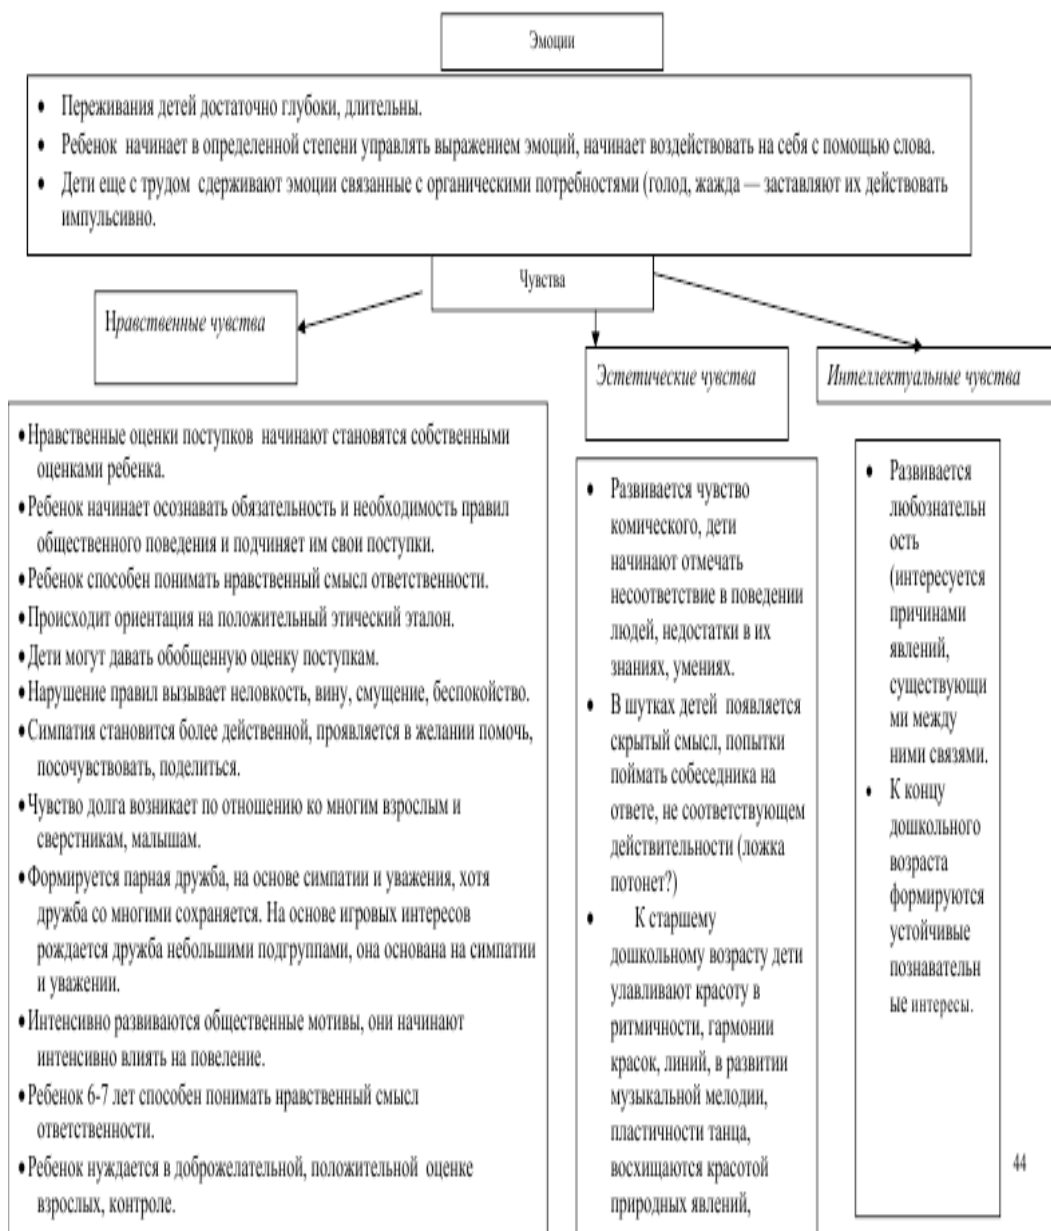 Эмоции
• Переживания детей достаточно глубоки, длительны.
• Ребенок начинает в определенной степени управлять выражением эмоций, начинает воздействовать на себя с помощью слова.
• Дети еще с трудом сдерживают эмоции связанные с органическими потребностями (голод, жажда — заставляют их действовать
импульсивно.
Чувства
Нравственные чувства
• Нравственные оценки поступков начинают становятся собственными
оценками ребенка.
• Ребенок начинает осознавать обязательность и необходимость правил
общественного поведения и подчиняет им свои поступки.
• Ребенок способен понимать нравственный смысл ответственности.
• Происходит ориентация на положительный этический эталон.
• Дети могут давать обобщенную оценку поступкам.
• Нарушение правил вызывает неловкость, вину, смущение, беспокойство.
• Симпатия становится более действенной, проявляется в желании помочь,
посочувствовать, поделиться.
• Чувство долга возникает по отношению ко многим взрослым и
сверстникам, малышам.
• Формируется парная дружба, на основе симпатии и уважения, хотя
дружба со многими сохраняется. На основе игровых интересов
рождается дружба небольшими подгруппами, она основана на симпатии
и уважении.
• Интенсивно развиваются общественные мотивы, они начинают
интенсивно влиять на повеление.
• Ребенок 6-7 лет способен понимать нравственный смысл
ответственности.
• Ребенок нуждается в доброжелательной, положительной оценке
взрослых, контроле.
Эстетические чувства
• Развивается чувство
комического, дети
начинают отмечать
несоответствие в поведении
людей, недостатки в их
знаниях, умениях.
• В шутках детей появляется
скрытый смысл, попытки
поймать собеседника на
ответе, не соответствующем
действительности (ложка
потонет?)
• К старшему
дошкольному возрасту дети
улавливают красоту в
ритмичности, гармонии
красок, линий, в развитии
музыкальной мелодии,
пластичности танца,
восхищаются красотой
природных явлений,
Интеллектуальные чувства
• Развивается
любознательн
ость
(интересуется
причинами
явлений,
существующи
ми между
ними связями.
• К концу
дошкольного
возраста
формируются
устойчивые
познавательн
ые интересы.
44